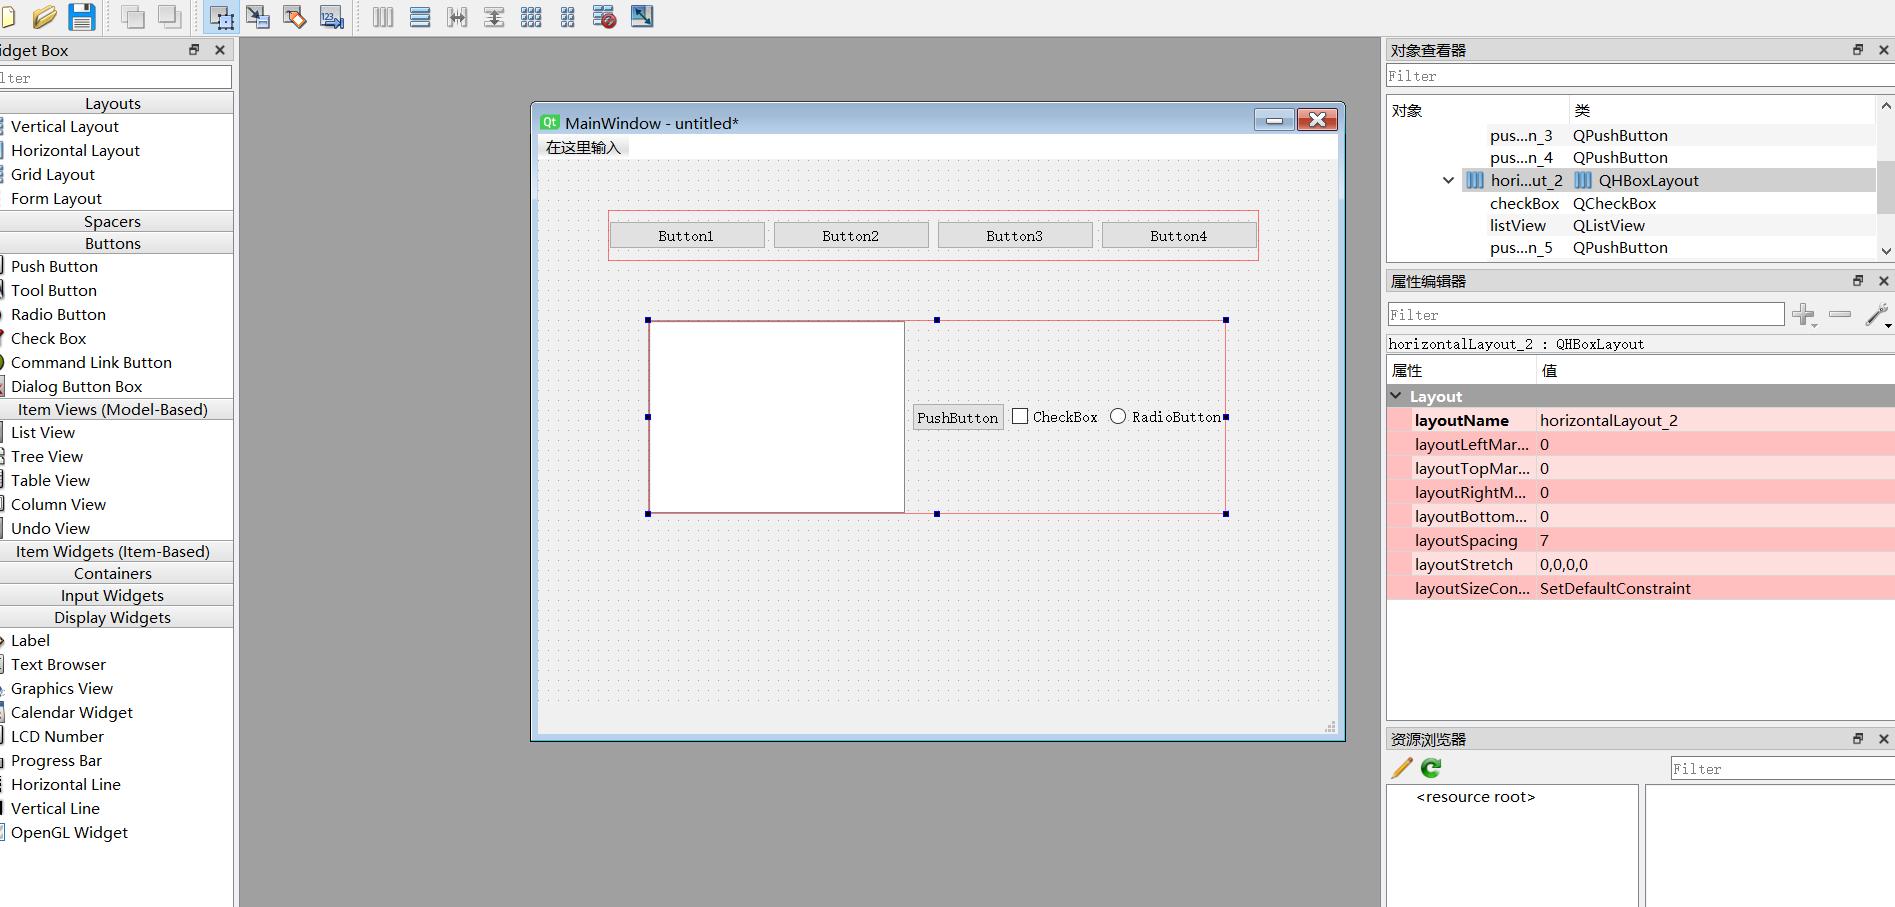 idget Box
lter
Layouts
Vertical Layout
Horizontal Layout
Grid Layout
Form Layout
Spacers
Buttons
Push Button
Tool Button
Radio Button
Check Box
Command Link Button
Dialog Button Box
Item Views (Model-Based)
List View
Tree View
Table View
Column View
Undo View
Item Widgets (Item-Based)
Containers
Input Widgets
Display Widgets
Label
Text Browser
Graphics View
Calendar Widget
LCD Number
Progress Bar
Horizontal Line
Vertical Line
OpenGL Widget
123
Qt MainWindow - untitled*
在这里输入
Button1 Button2 Button3 Button4
PushButton CheckBox RadioButton
对象查看器
Filter
对象 类
pus...n_3 QPushButton
pus...n_4 QPushButton
hori...ut_2 QHBoxLayout
checkBox QCheckBox
listView QListView
pus...n_5 QPushButton
属性编辑器
Filter
horizontalLayout_2 : QHBoxLayout
属性 值
Layout
layoutName horizontalLayout_2
layoutLeftMar... 0
layoutTopMar... 0
layoutRightM... 0
layoutBottom... 0
layoutSpacing 7
layoutStretch 0,0,0,0
layoutSizeCon... SetDefaultConstraint
资源浏览器
Filter
<resource root>